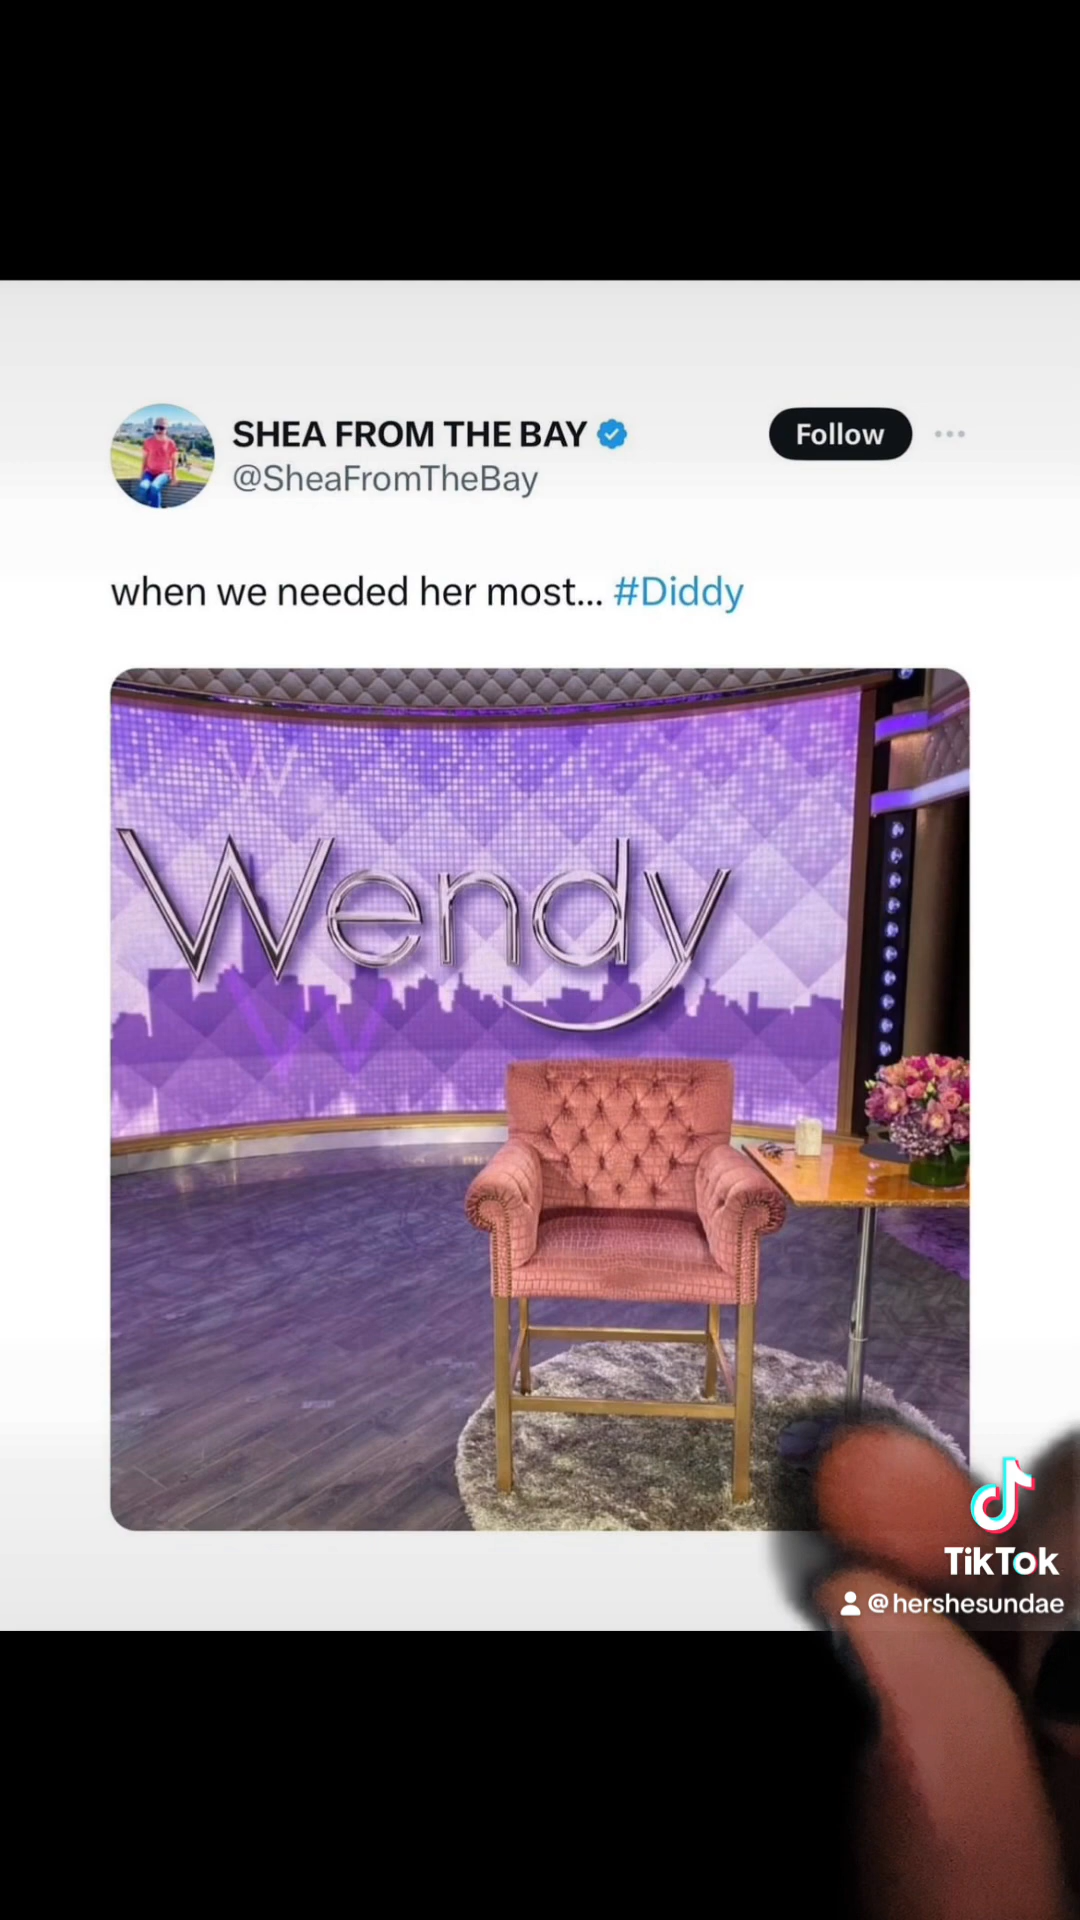 SHEA FROM THE BAY
@SheaFromTheBay
Follow
when we needed her most... #Diddy
Wendy
TikTok
@hershesundae